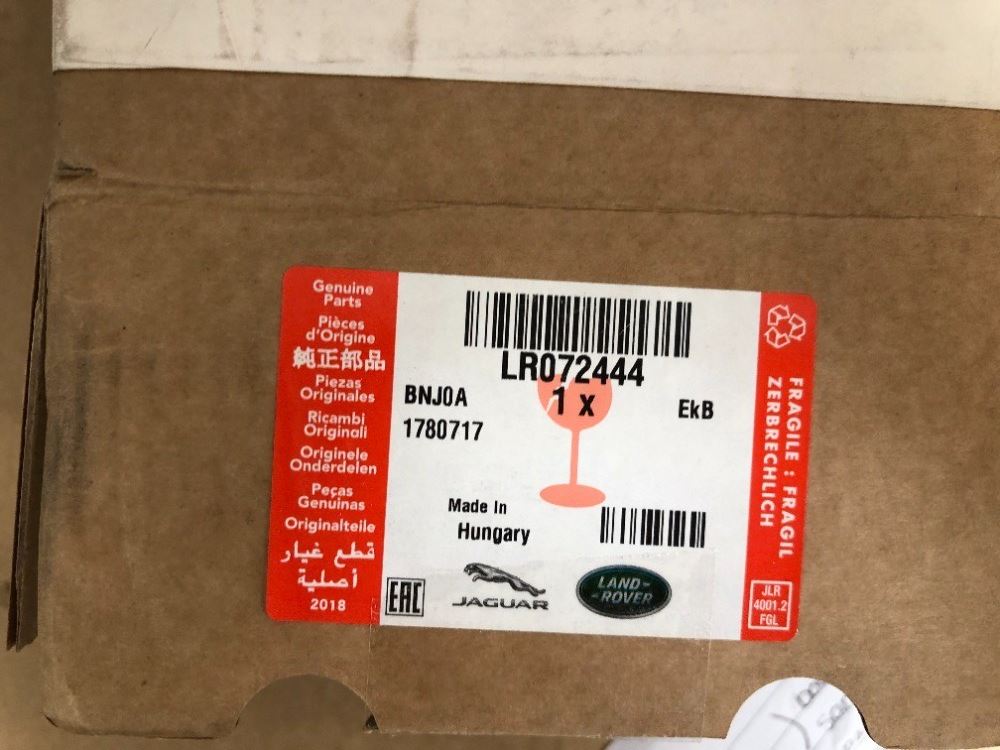 Genuine
Parts
Pièces
d'Origine
純正部品
Piezas
Originales
Ricambi
Originali
Originele
Onderdelen
Peças
Genuinas
Originalteile
قطع غيار
أصلية
2018
LR072444
BNJ0A
1 x
EkB
1780717
Made In
Hungary
EAC
JAGUAR
LAND-
-ROVER
FRAGILE : FRAGIL
ZERBRECHLICH
JLR
4001.2
FGL